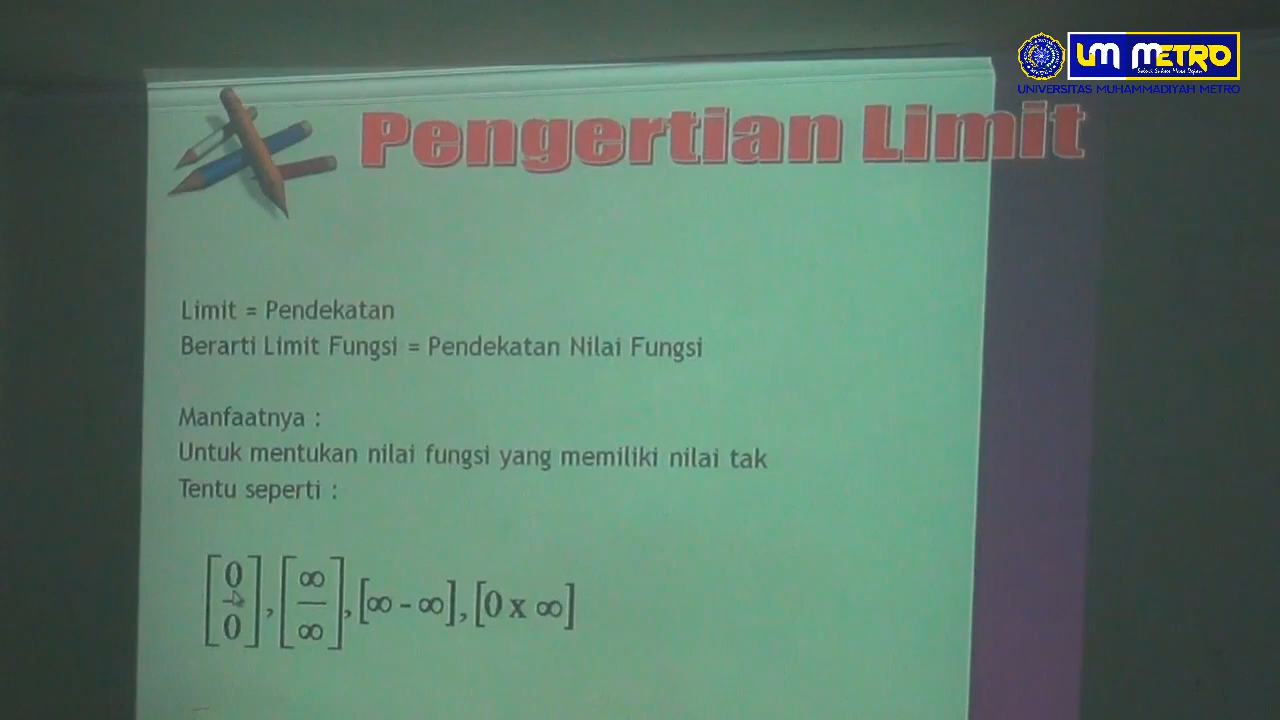 UM METRO
UNIVERSITAS MUHAMMADIYAH METRO
Pengertian Limit
Limit = Pendekatan
Berarti Limit Fungsi = Pendekatan Nilai Fungsi
Manfaatnya :
Untuk mentukan nilai fungsi yang memiliki nilai tak
Tentu seperti :
[0/0], [∞/∞], [∞ - ∞], [0 x ∞]